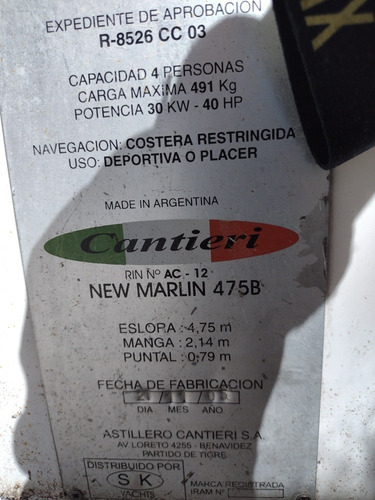 EXPEDIENTE DE APROBACION
R-8526 CC 03
CAPACIDAD 4 PERSONAS
CARGA MAXIMA 491 Kg
POTENCIA 30 KW - 40 HP
NAVEGACION: COSTERA RESTRINGIDA
USO: DEPORTIVA O PLACER
MADE IN ARGENTINA
Cantieri
RIN Nº AC - 12
NEW MARLIN 475B
ESLORA : 4,75 m
MANGA : 2,14 m
PUNTAL : 0,79 m
FECHA DE FABRICACION
DIA MES AÑO
ASTILLERO CANTIERI S.A.
AV LORETO 4255 - BENAVIDEZ
PARTIDO DE TIGRE
DISTRIBUIDO POR
S K
YACHTS
MARCA REGISTRADA
IRAM Nº